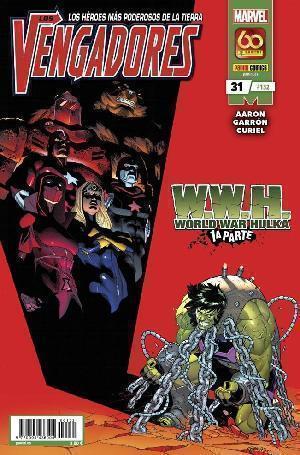 LOS HÉROES MÁS PODEROSOS DE LA TIERRA
LOS
VENGADORES
MARVEL
60
PANINI COMICS
31
Nº132
AARON
GARRÓN
CURIEL
W.W.H.
WORLD WAR HULKA
1A PARTE